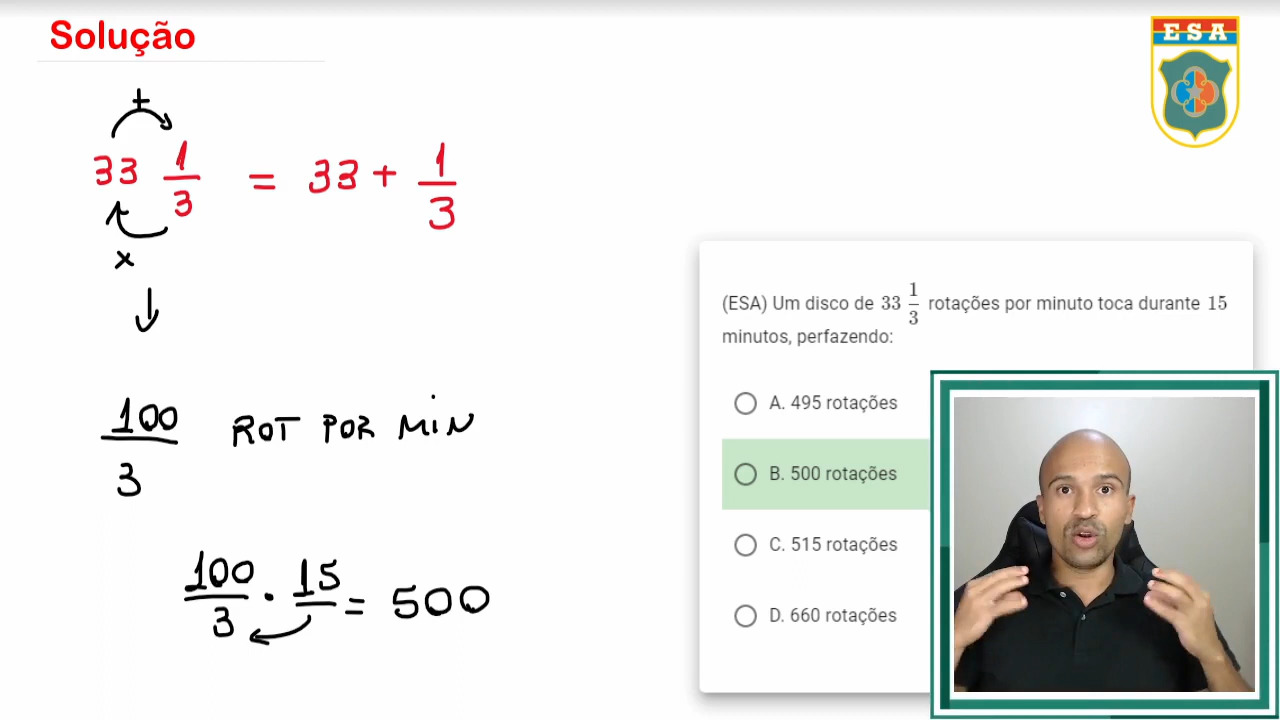 Solução
ESA
+
33 1/3 = 33 + 1/3
x
100/3 ROT POR MIN
100/3 . 15/ = 500
(ESA) Um disco de 33 1/3 rotações por minuto toca durante 15
minutos, perfazendo:
A. 495 rotações
B. 500 rotações
C. 515 rotações
D. 660 rotações